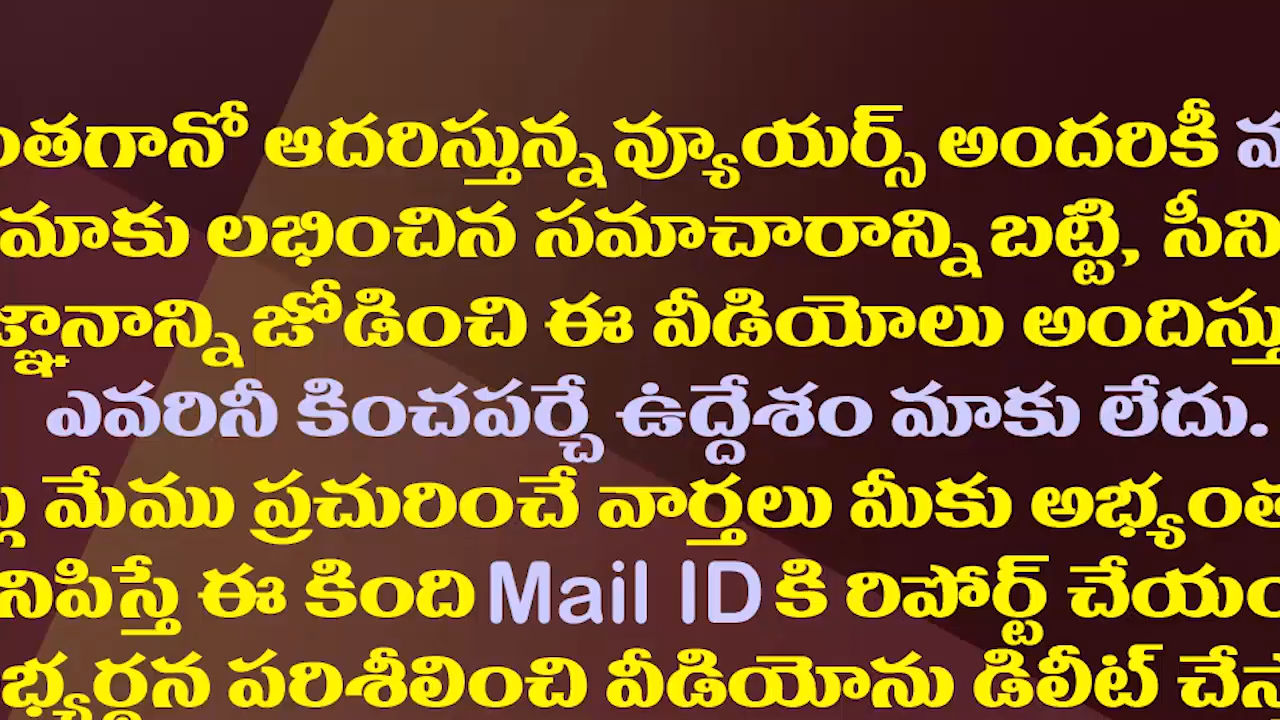 ంతగానో ఆదరిస్తున్న వ్యూయర్స్ అందరికీ
మాకు లభించిన సమాచారాన్ని బట్టి, సీని
జ్ఞానాన్ని జోడించి ఈ వీడియోలు అందిస్తు
ఎవరినీ కించపర్చే ఉద్దేశం మాకు లేదు.
మేము ప్రచురించే వార్తలు మీకు అభ్యంత
నిపిస్తే ఈ కింది Mail ID కి రిపోర్ట్ చేయం
భ్యర్థన పరిశీలించి వీడియోను డిలీట్ చేస